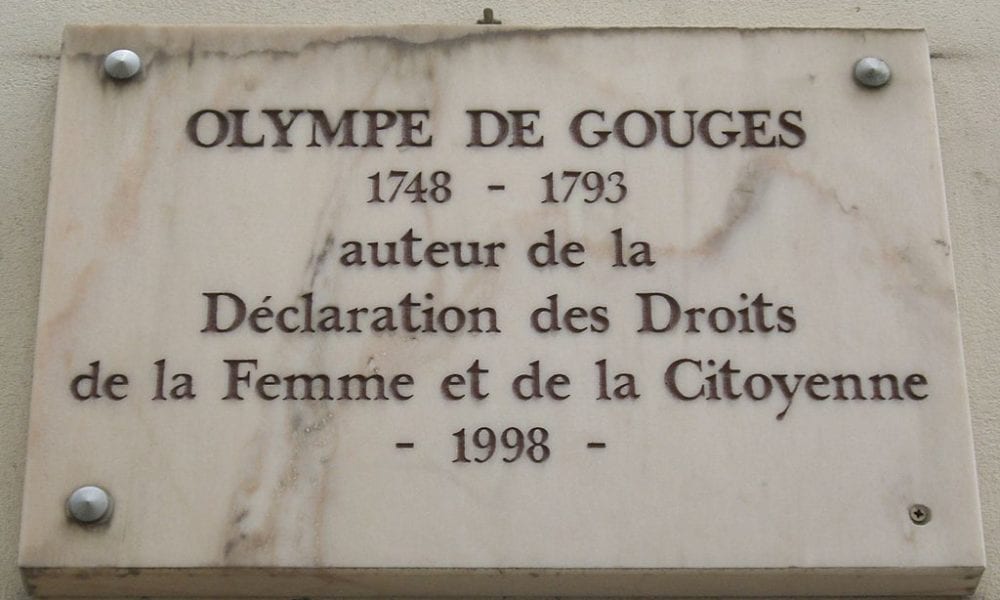 OLYMPE DE GOUGES
1748 - 1793
auteur de la
Déclaration des Droits
de la Femme et de la Citoyenne
- 1998 -